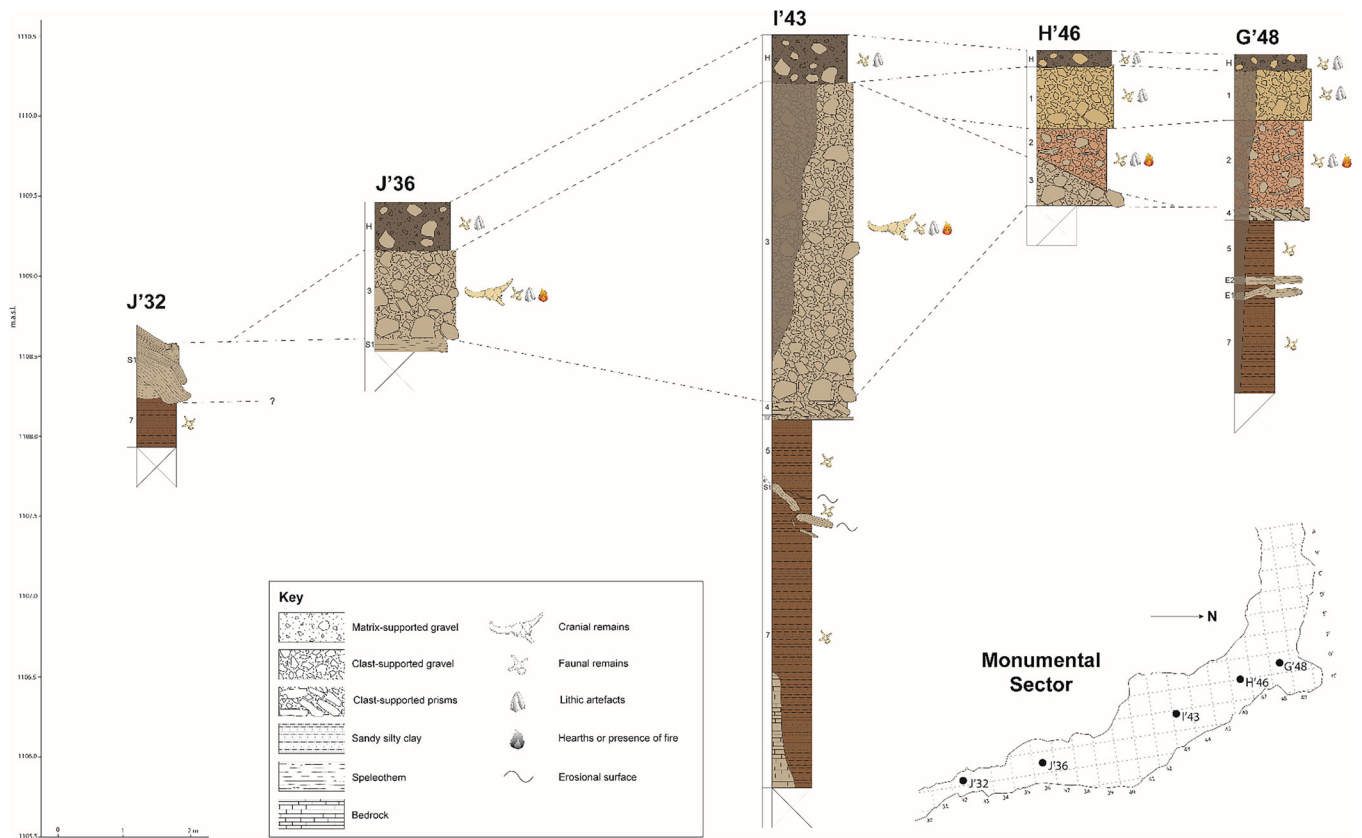 I'43
H'46
G'48
J'36
J'32
1110.5
1110.0
1109.5
1109.0
1108.5
1108.0
1107.5
1107.0
1106.5
1106.0
1105.5
m.a.s.l.
S1
7
?
H
3
S1
H
3
4
5
S1
7
H
1
2
3
H
1
2
4
5
E2
E1
7
0 1 2 m
Key
Matrix-supported gravel
Clast-supported gravel
Clast-supported prisms
Sandy silty clay
Speleothem
Bedrock
Cranial remains
Faunal remains
Lithic artefacts
Hearths or presence of fire
Erosional surface
Monumental
Sector
N
G'48
H'46
I'43
J'36
J'32